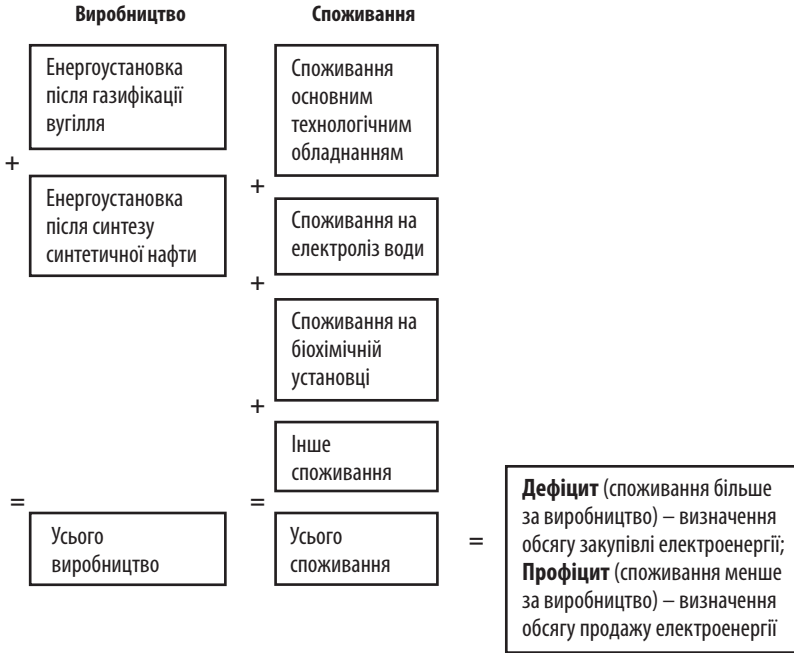 Виробництво
Енергоустановка
після газифікації
вугілля
+
Енергоустановка
після синтезу
синтетичної нафти
=
Усього
виробництво
Споживання
Споживання
основним
технологічним
обладнанням
+
Споживання на
електроліз води
+
Споживання на
біохімічній
установці
+
Інше
споживання
=
Усього
споживання
=
Дефіцит (споживання більше
за виробництво) – визначення
обсягу закупівлі електроенергії;
Профіцит (споживання менше
за виробництво) – визначення
обсягу продажу електроенергії